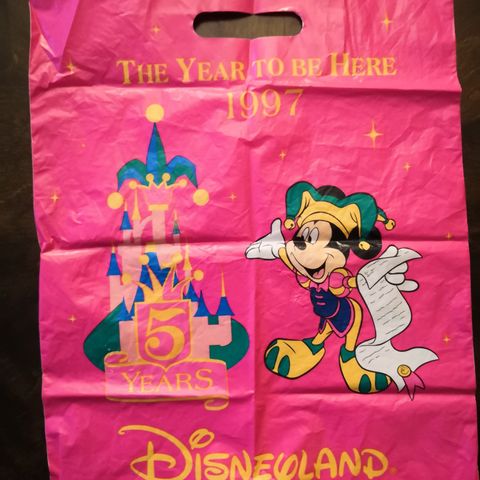 THE YEAR TO BE HERE
1997
5
YEARS
DISNEYLAND®